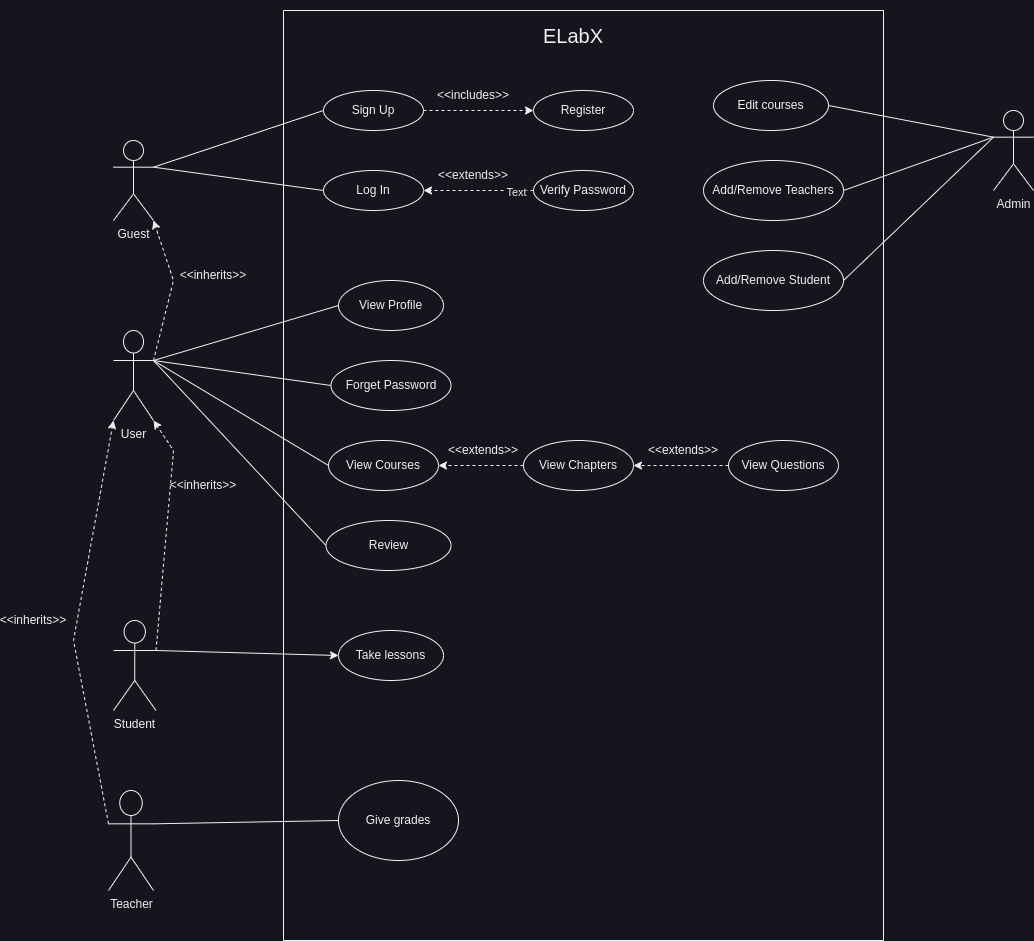 ELabX
Sign Up
<<includes>>
Register
Edit courses
Guest
Log In
<<extends>>
Text
Verify Password
Add/Remove Teachers
Admin
<<inherits>>
Add/Remove Student
View Profile
Forget Password
User
View Courses
<<extends>>
View Chapters
<<extends>>
View Questions
<<inherits>>
Review
<<inherits>>
Take lessons
Student
Give grades
Teacher